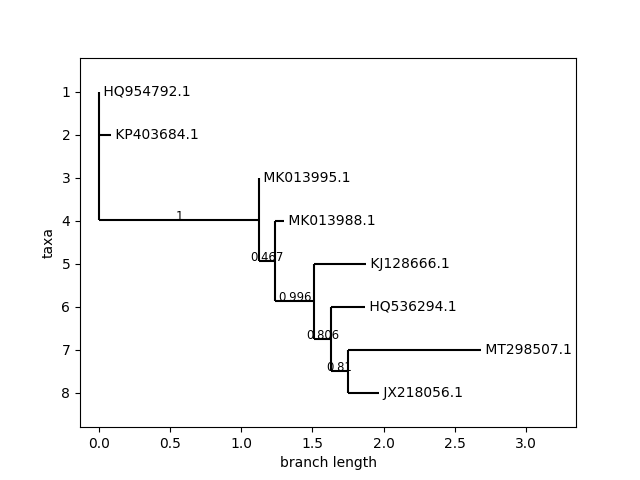 1
HQ954792.1
2
KP403684.1
3
MK013995.1
1
4
MK013988.1
0.467
5
KJ128666.1
0.996
6
HQ536294.1
0.806
7
MT298507.1
0.81
8
JX218056.1
taxa
0.0 0.5 1.0 1.5 2.0 2.5 3.0
branch length